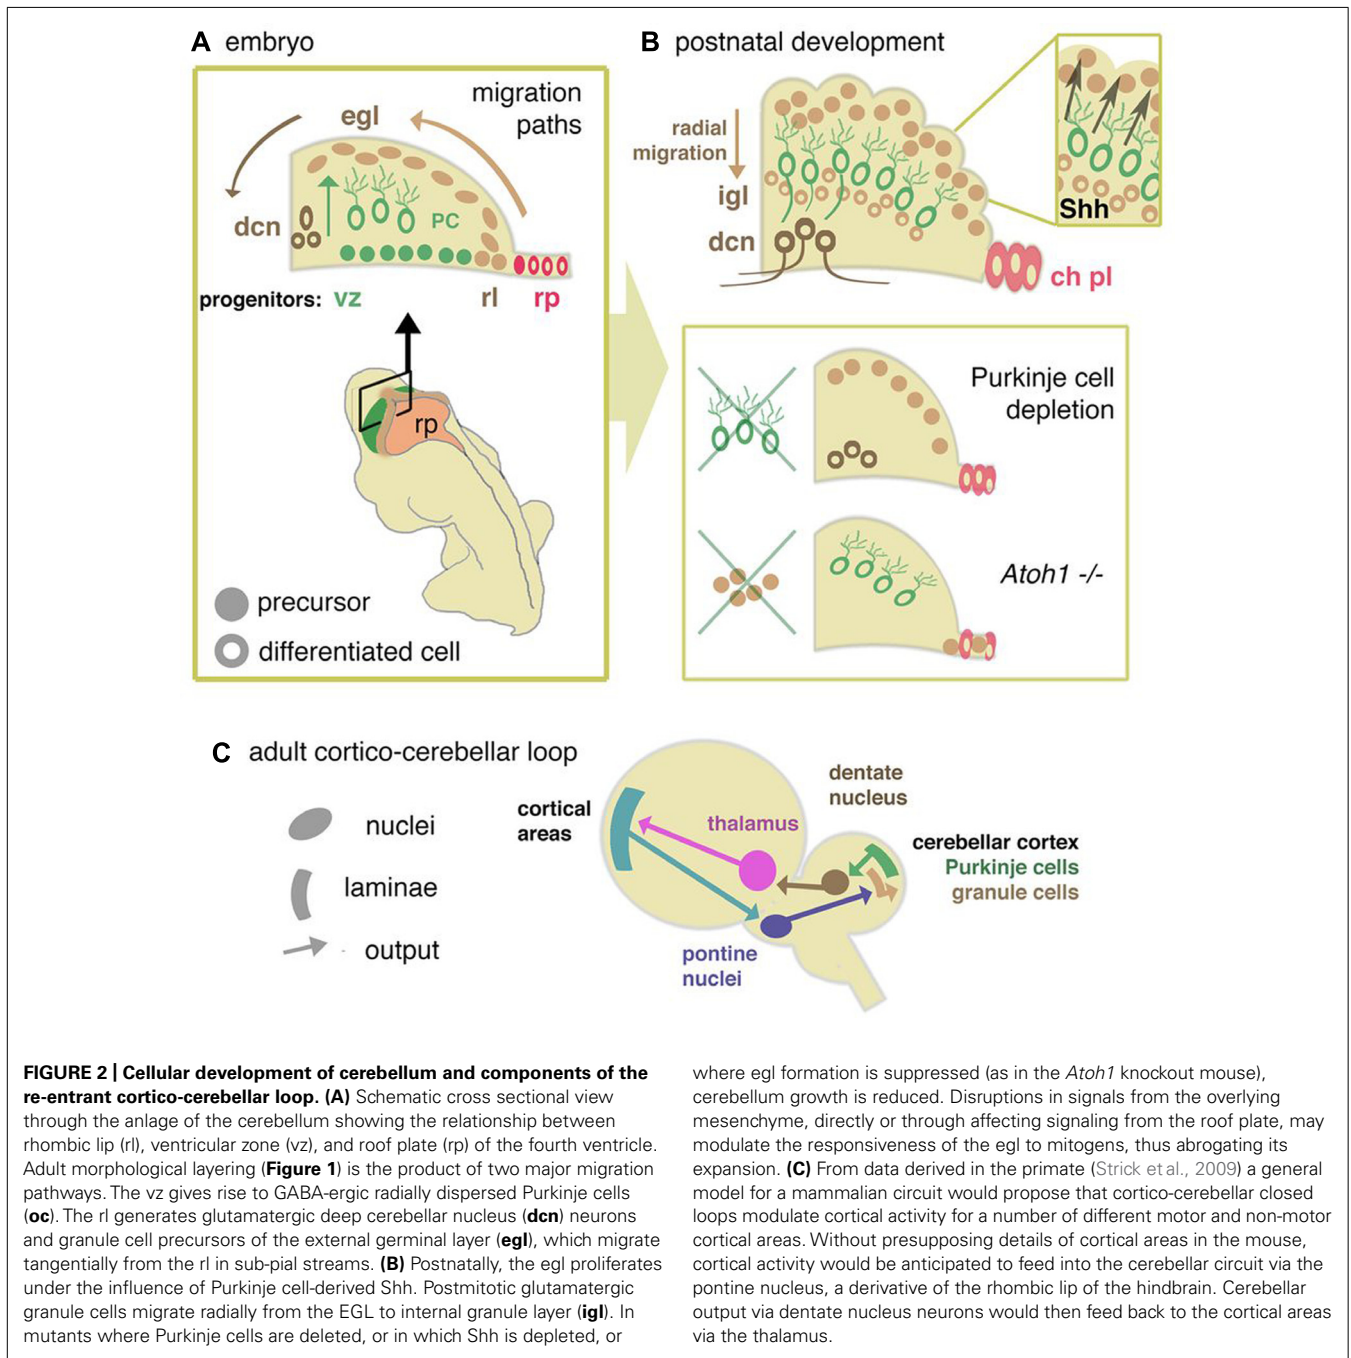 A embryo
migration
paths
egl
dcn
PC
progenitors: vz
rl
rp
rp
precursor
differentiated cell
B postnatal development
radial
migration
igl
dcn
Shh
ch pl
Purkinje cell
depletion
Atoh1 -/-
C adult cortico-cerebellar loop
nuclei
laminae
output
cortical
areas
thalamus
dentate
nucleus
cerebellar cortex
Purkinje cells
granule cells
pontine
nuclei
FIGURE 2 | Cellular development of cerebellum and components of the
re-entrant cortico-cerebellar loop. (A) Schematic cross sectional view
through the anlage of the cerebellum showing the relationship between
rhombic lip (rl), ventricular zone (vz), and roof plate (rp) of the fourth ventricle.
Adult morphological layering (Figure 1) is the product of two major migration
pathways. The vz gives rise to GABA-ergic radially dispersed Purkinje cells
(oc). The rl generates glutamatergic deep cerebellar nucleus (dcn) neurons
and granule cell precursors of the external germinal layer (egl), which migrate
tangentially from the rl in sub-pial streams. (B) Postnatally, the egl proliferates
under the influence of Purkinje cell-derived Shh. Postmitotic glutamatergic
granule cells migrate radially from the EGL to internal granule layer (igl). In
mutants where Purkinje cells are deleted, or in which Shh is depleted, or
where egl formation is suppressed (as in the Atoh1 knockout mouse),
cerebellum growth is reduced. Disruptions in signals from the overlying
mesenchyme, directly or through affecting signaling from the roof plate, may
modulate the responsiveness of the egl to mitogens, thus abrogating its
expansion. (C) From data derived in the primate (Strick et al., 2009) a general
model for a mammalian circuit would propose that cortico-cerebellar closed
loops modulate cortical activity for a number of different motor and non-motor
cortical areas. Without presupposing details of cortical areas in the mouse,
cortical activity would be anticipated to feed into the cerebellar circuit via the
pontine nucleus, a derivative of the rhombic lip of the hindbrain. Cerebellar
output via dentate nucleus neurons would then feed back to the cortical areas
via the thalamus.